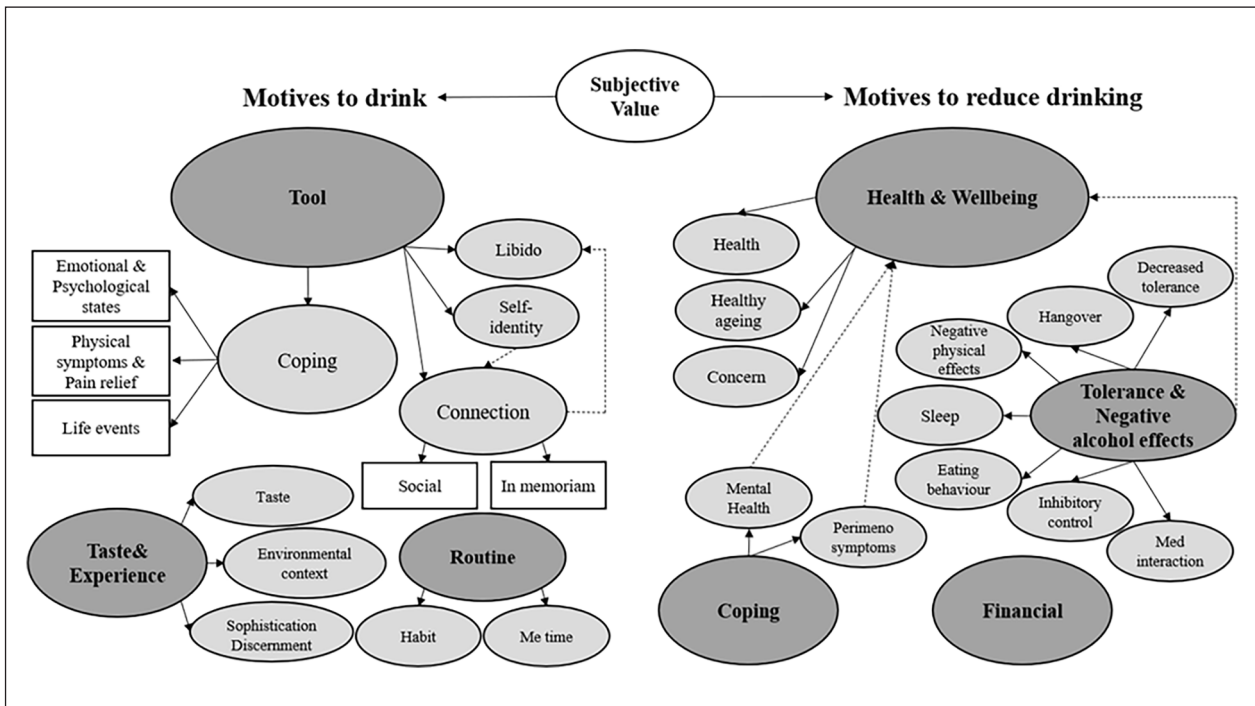 Subjective
Value
Motives to drink
Motives to reduce drinking
Tool
Libido
Self-
identity
Emotional &
Psychological
states
Physical
symptoms &
Pain relief
Life events
Coping
Connection
Social
In memoriam
Taste&
Experience
Taste
Environmental
context
Sophistication
Discernment
Routine
Habit
Me time
Health & Wellbeing
Health
Healthy
ageing
Concern
Decreased
tolerance
Hangover
Negative
physical
effects
Tolerance &
Negative
alcohol effects
Sleep
Eating
behaviour
Inhibitory
control
Med
interaction
Mental
Health
Perimeno
symptoms
Coping
Financial